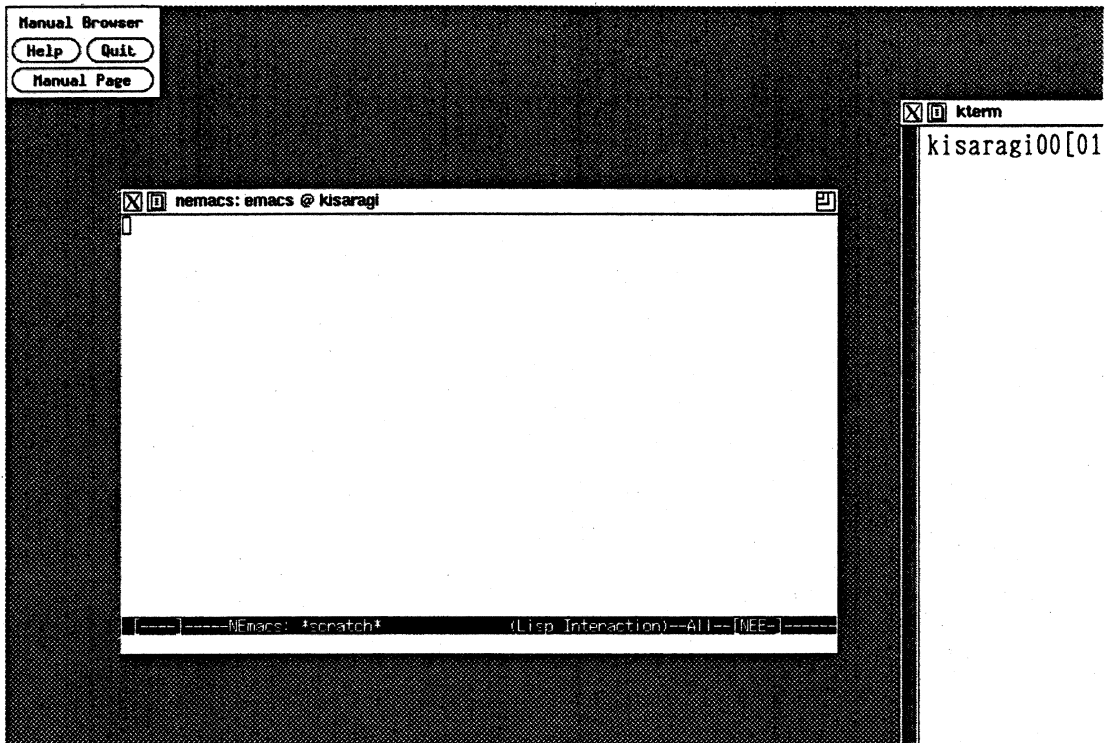 Manual Browser
Help Quit
Manual Page
kterm
kisaragi00[01
nemacs: emacs @ kisaragi
[----]-----NEmacs: *scratch* (Lisp Interaction)--All--[NEE-]------